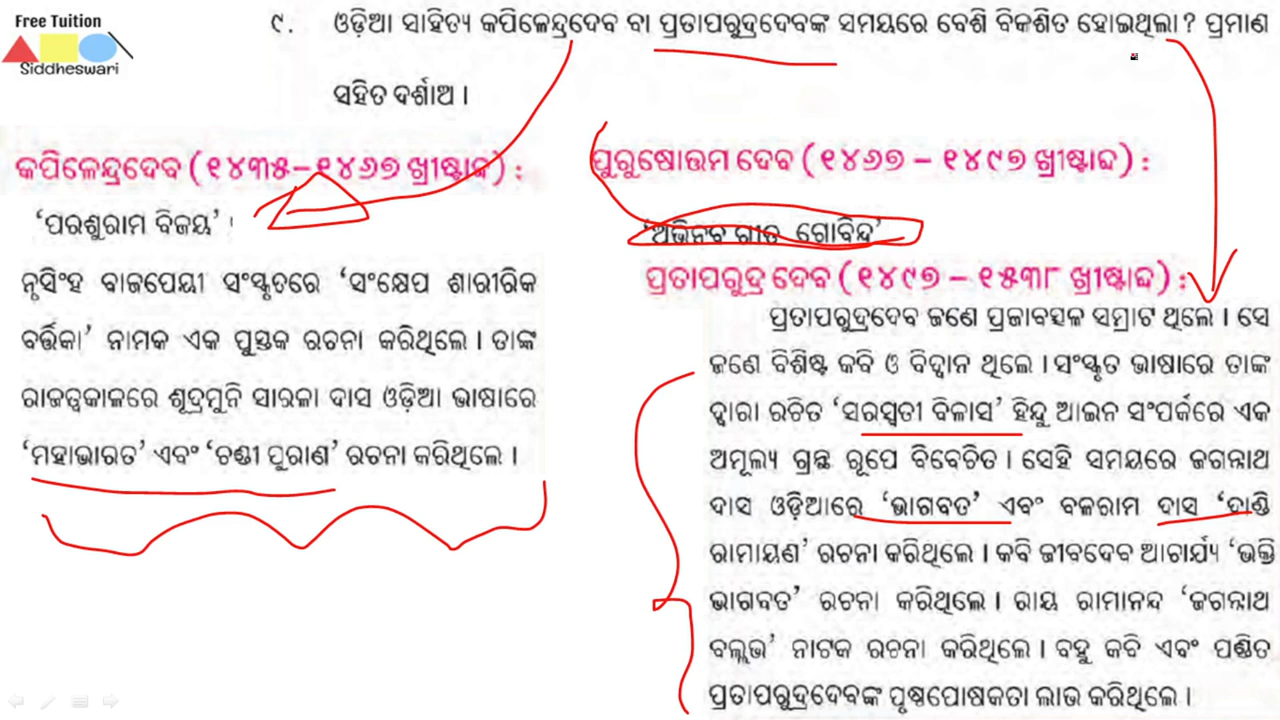 Free Tuition
Siddheswari
୯. ଓଡ଼ିଆ ସାହିତ୍ୟ କପିଳେନ୍ଦ୍ରଦେବ ବା ପ୍ରତାପରୁଦ୍ରଦେବଙ୍କ ସମୟରେ ବେଶି ବିକଶିତ ହୋଇଥିଲା? ପ୍ରମାଣ
ସହିତ ଦର୍ଶାଅ।
କପିଳେନ୍ଦ୍ରଦେବ (୧୪୩୫–୧୪୬୭ ଖ୍ରୀଷ୍ଟାବ୍ଦ) :
‘ପରଶୁରାମ ବିଜୟ’।
ନୃସିଂହ ବାଜପେୟୀ ସଂସ୍କୃତରେ ‘ସଂକ୍ଷେପ ଶାରୀରିକ
ବର୍ତ୍ତିକା’ ନାମକ ଏକ ପୁସ୍ତକ ରଚନା କରିଥିଲେ। ତାଙ୍କ
ରାଜତ୍ୱକାଳରେ ଶୂଦ୍ରମୁନି ସାରଳା ଦାସ ଓଡ଼ିଆ ଭାଷାରେ
‘ମହାଭାରତ’ ଏବଂ ‘ଚଣ୍ଡୀ ପୁରାଣ’ ରଚନା କରିଥିଲେ।
ପୁରୁଷୋତ୍ତମ ଦେବ (୧୪୬୭ – ୧୪୯୭ ଖ୍ରୀଷ୍ଟାବ୍ଦ) :
‘ଅଭିନବ ଗୀତ ଗୋବିନ୍ଦ’
ପ୍ରତାପରୁଦ୍ର ଦେବ (୧୪୯୭ – ୧୫୩୮ ଖ୍ରୀଷ୍ଟାବ୍ଦ) :
ପ୍ରତାପରୁଦ୍ରଦେବ ଜଣେ ପ୍ରଜାବତ୍ସଳ ସମ୍ରାଟ ଥିଲେ। ସେ
ଜଣେ ବିଶିଷ୍ଟ କବି ଓ ବିଦ୍ୱାନ ଥିଲେ। ସଂସ୍କୃତ ଭାଷାରେ ତାଙ୍କ
ଦ୍ୱାରା ରଚିତ ‘ସରସ୍ୱତୀ ବିଳାସ’ ହିନ୍ଦୁ ଆଇନ ସଂପର୍କରେ ଏକ
ଅମୂଲ୍ୟ ଗ୍ରନ୍ଥ ରୂପେ ବିବେଚିତ। ସେହି ସମୟରେ ଜଗନ୍ନାଥ
ଦାସ ଓଡ଼ିଆରେ ‘ଭାଗବତ’ ଏବଂ ବଳରାମ ଦାସ ‘ଦାଣ୍ଡି
ରାମାୟଣ’ ରଚନା କରିଥିଲେ। କବି ଜୀବଦେବ ଆଚାର୍ଯ୍ୟ ‘ଭକ୍ତି
ଭାଗବତ’ ରଚନା କରିଥିଲେ। ରାୟ ରାମାନନ୍ଦ ‘ଜଗନ୍ନାଥ
ବଲ୍ଲଭ’ ନାଟକ ରଚନା କରିଥିଲେ। ବହୁ କବି ଏବଂ ପଣ୍ଡିତ
ପ୍ରତାପରୁଦ୍ରଦେବଙ୍କ ପୃଷ୍ଠପୋଷକତା ଲାଭ କରିଥିଲେ।